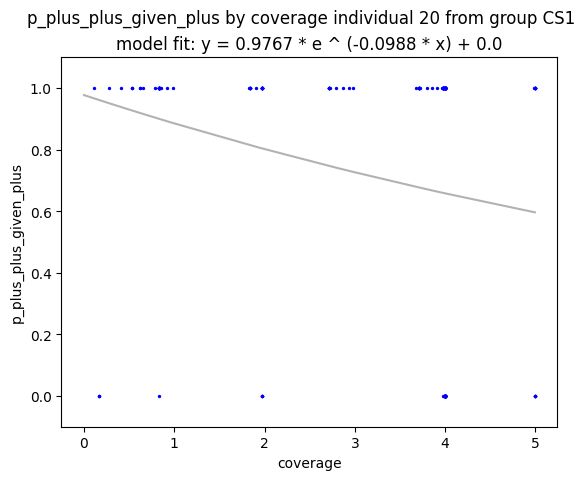 p_plus_plus_given_plus by coverage individual 20 from group CS1
model fit: y = 0.9767 * e ^ (-0.0988 * x) + 0.0
p_plus_plus_given_plus
1.0
0.8
0.6
0.4
0.2
0.0
0 1 2 3 4 5
coverage